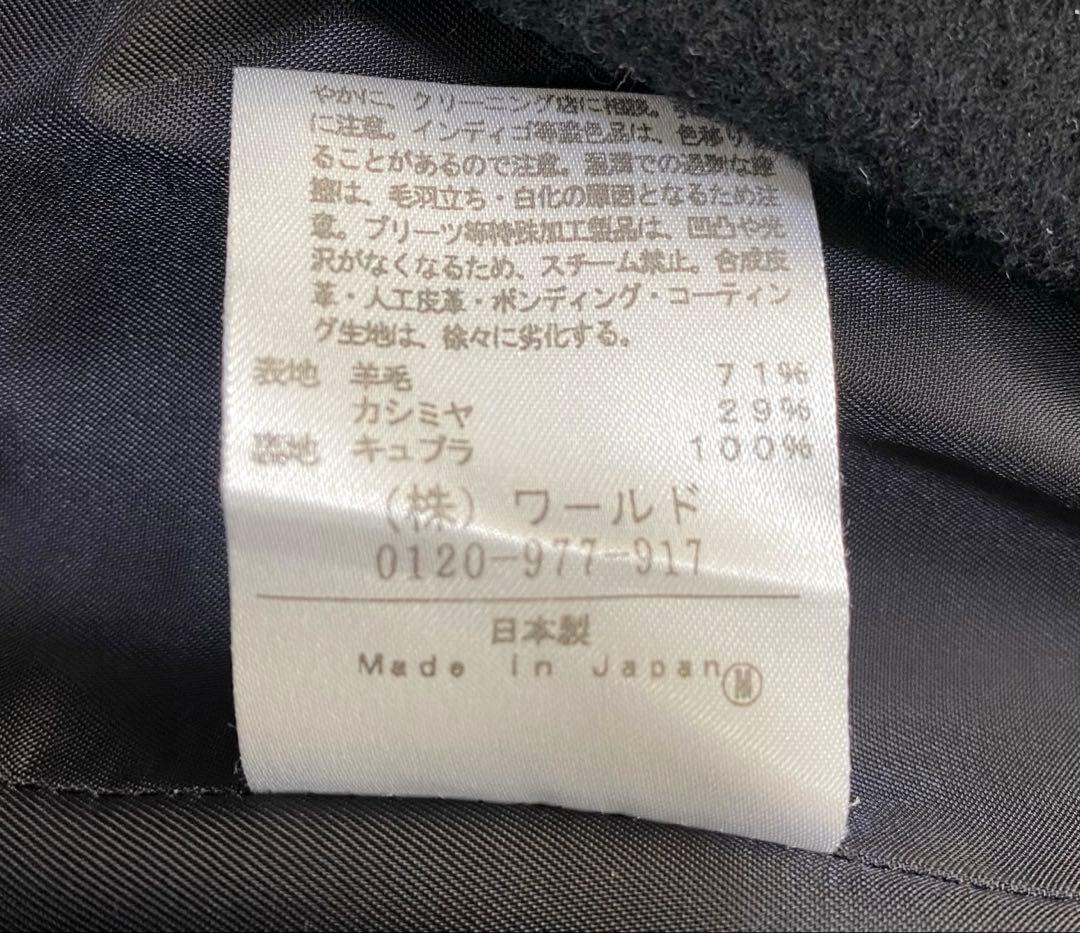 やかに、クリーニング店に相談。
に注意。インディゴ等濃色品は、色移り
ることがあるので注意。湿潤での過激な摩
擦は、毛羽立ち・白化の原因となるため注
意。プリーツ等特殊加工製品は、凹凸や光
沢がなくなるため、スチーム禁止。合成皮
革・人工皮革・ボンディング・コーティン
グ生地は、徐々に劣化する。
表地 羊毛 71%
カシミヤ 29%
裏地 キュプラ 100%
(株) ワールド
0120-977-917
日本製
Made in Japan Ⓜ